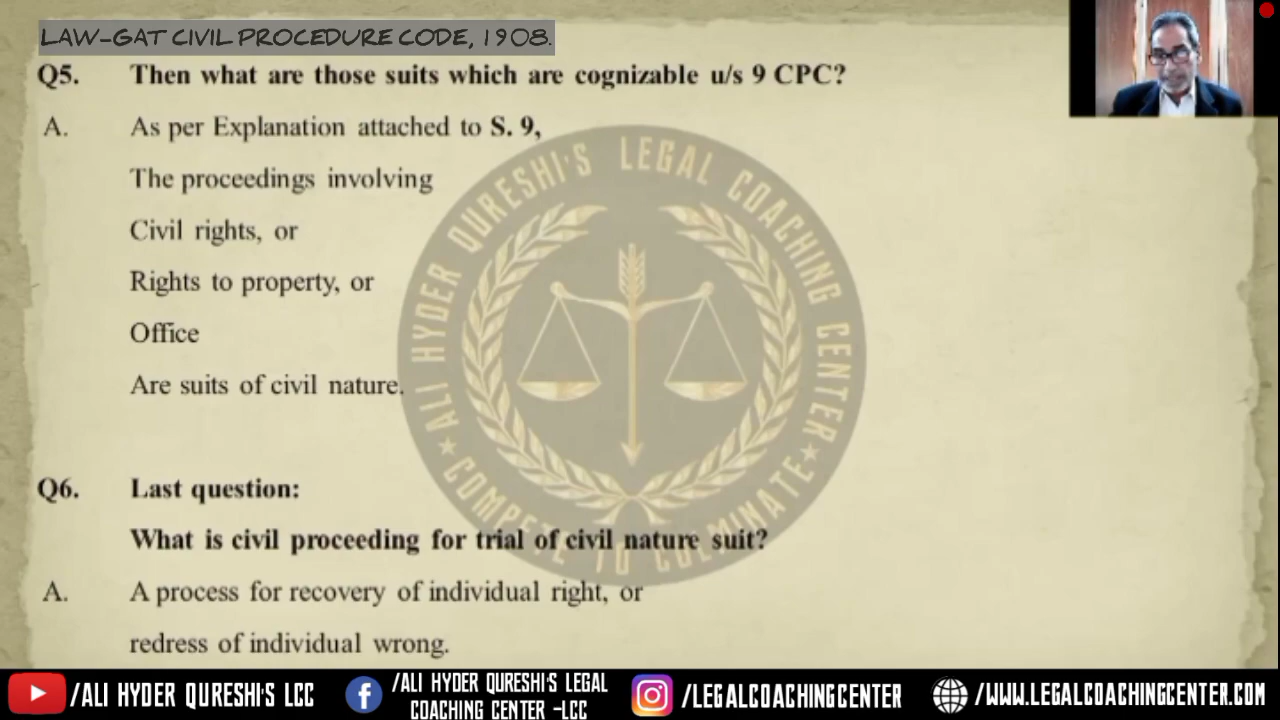 LAW-GAT CIVIL PROCEDURE CODE, 1908.
Q5. Then what are those suits which are cognizable u/s 9 CPC?
A. As per Explanation attached to S. 9,
The proceedings involving
Civil rights, or
Rights to property, or
Office
Are suits of civil nature.
Q6. Last question:
What is civil proceeding for trial of civil nature suit?
A. A process for recovery of individual right, or
redress of individual wrong.
ALI HYDER QURESHI'S LEGAL COACHING CENTER
COMPETE TO CULMINATE
/ALI HYDER QURESHI'S LCC
/ALI HYDER QURESHI'S LEGAL
COACHING CENTER -LCC
/LEGALCOACHINGCENTER
/WWW.LEGALCOACHINGCENTER.COM